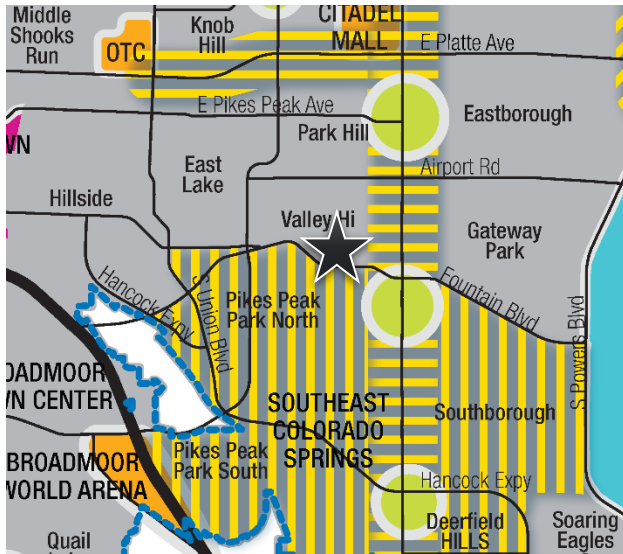 Middle
Shooks
Run
OTC
Knob
Hill
CITADEL
MALL
E Platte Ave
E Pikes Peak Ave
Park Hill
Eastborough
WN
East
Lake
Airport Rd
Hillside
Valley Hi
Gateway
Park
Hancock Expy
S Union Blvd
Pikes Peak
Park North
Fountain Blvd
S Powers Blvd
OADMOOR
WN CENTER
SOUTHEAST
COLORADO
SPRINGS
Southborough
Pikes Peak
Park South
BROADMOOR
WORLD ARENA
Hancock Expy
Deerfield
HILLS
Soaring
Eagles
Quail